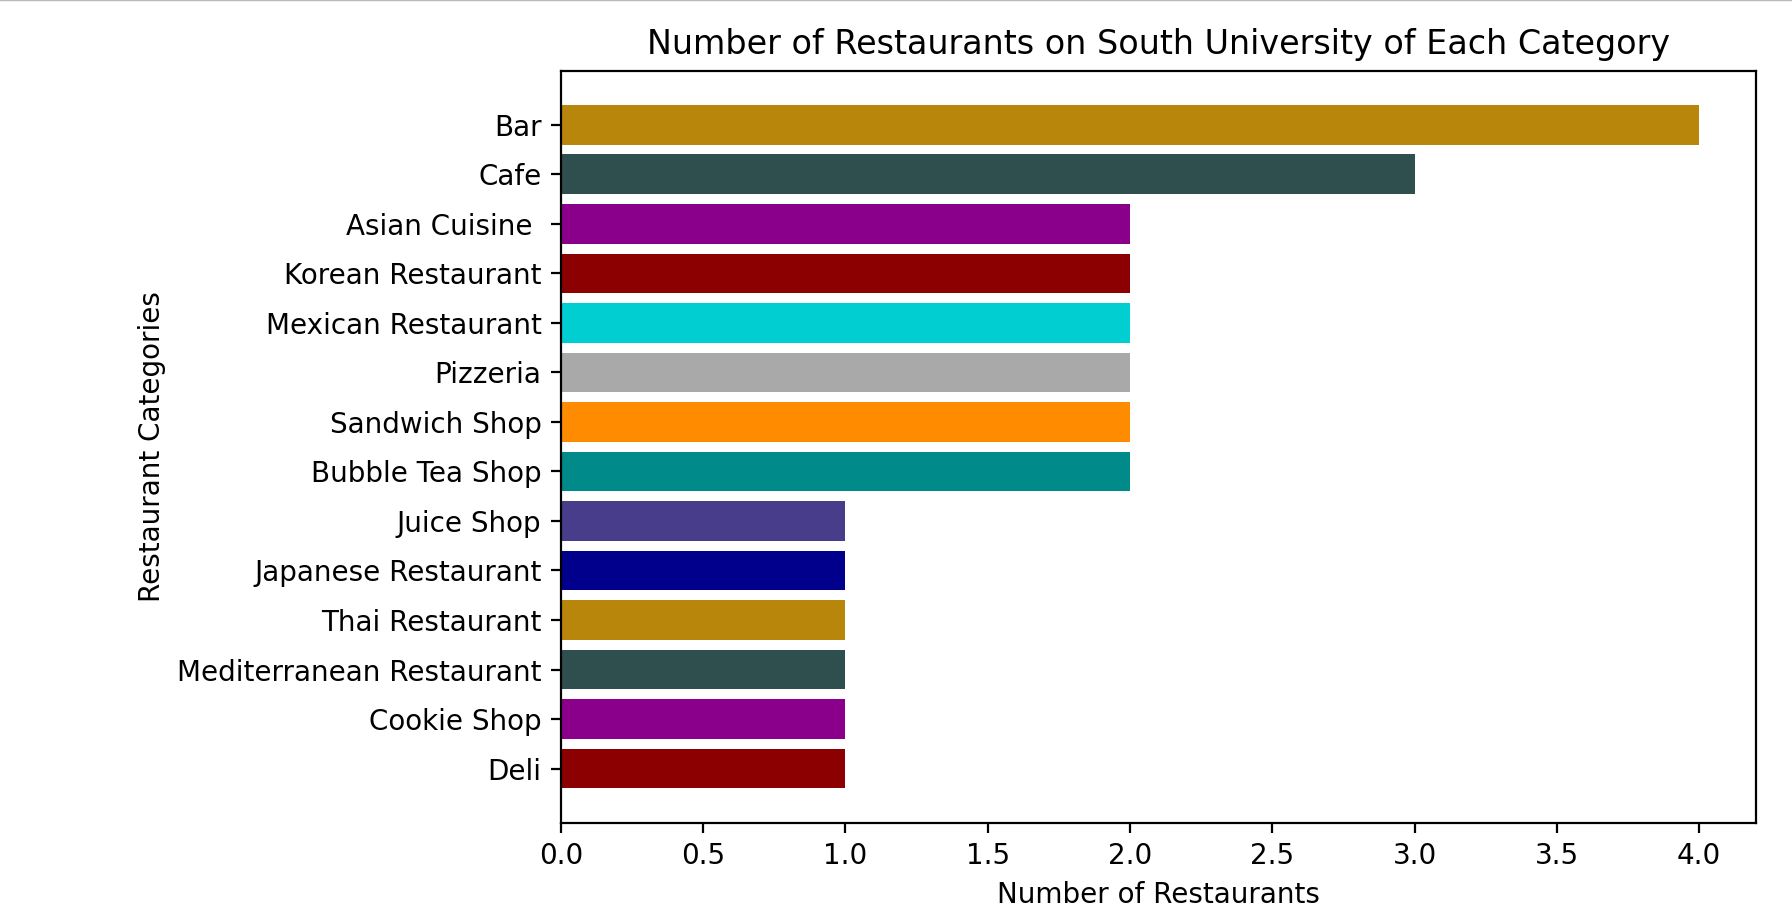 Number of Restaurants on South University of Each Category
Bar
Cafe
Asian Cuisine
Korean Restaurant
Mexican Restaurant
Pizzeria
Sandwich Shop
Bubble Tea Shop
Juice Shop
Japanese Restaurant
Thai Restaurant
Mediterranean Restaurant
Cookie Shop
Deli
Restaurant Categories
0.0 0.5 1.0 1.5 2.0 2.5 3.0 3.5 4.0
Number of Restaurants